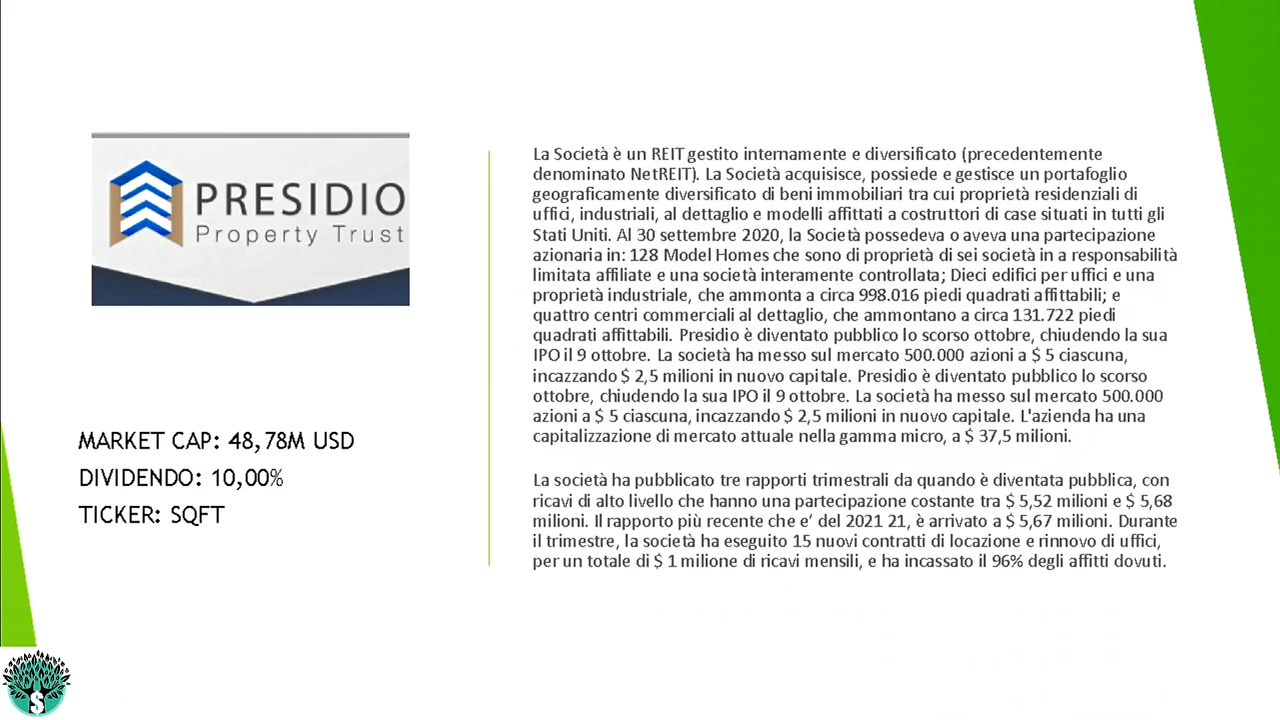 PRESIDIO
Property Trust
MARKET CAP: 48,78M USD
DIVIDENDO: 10,00%
TICKER: SQFT
La Società è un REIT gestito internamente e diversificato (precedentemente
denominato NetREIT). La Società acquisisce, possiede e gestisce un portafoglio
geograficamente diversificato di beni immobiliari tra cui proprietà residenziali di
uffici, industriali, al dettaglio e modelli affittati a costruttori di case situati in tutti gli
Stati Uniti. Al 30 settembre 2020, la Società possedeva o aveva una partecipazione
azionaria in: 128 Model Homes che sono di proprietà di sei società in a responsabilità
limitata affiliate e una società interamente controllata; Dieci edifici per uffici e una
proprietà industriale, che ammonta a circa 998.016 piedi quadrati affittabili; e
quattro centri commerciali al dettaglio, che ammontano a circa 131.722 piedi
quadrati affittabili. Presidio è diventato pubblico lo scorso ottobre, chiudendo la sua
IPO il 9 ottobre. La società ha messo sul mercato 500.000 azioni a $ 5 ciascuna,
incazzando $ 2,5 milioni in nuovo capitale. Presidio è diventato pubblico lo scorso
ottobre, chiudendo la sua IPO il 9 ottobre. La società ha messo sul mercato 500.000
azioni a $ 5 ciascuna, incazzando $ 2,5 milioni in nuovo capitale. L'azienda ha una
capitalizzazione di mercato attuale nella gamma micro, a $ 37,5 milioni.
La società ha pubblicato tre rapporti trimestrali da quando è diventata pubblica, con
ricavi di alto livello che hanno una partecipazione costante tra $ 5,52 milioni e $ 5,68
milioni. Il rapporto più recente che e' del 2021 21, è arrivato a $ 5,67 milioni. Durante
il trimestre, la società ha eseguito 15 nuovi contratti di locazione e rinnovo di uffici,
per un totale di $ 1 milione di ricavi mensili, e ha incassato il 96% degli affitti dovuti.
$